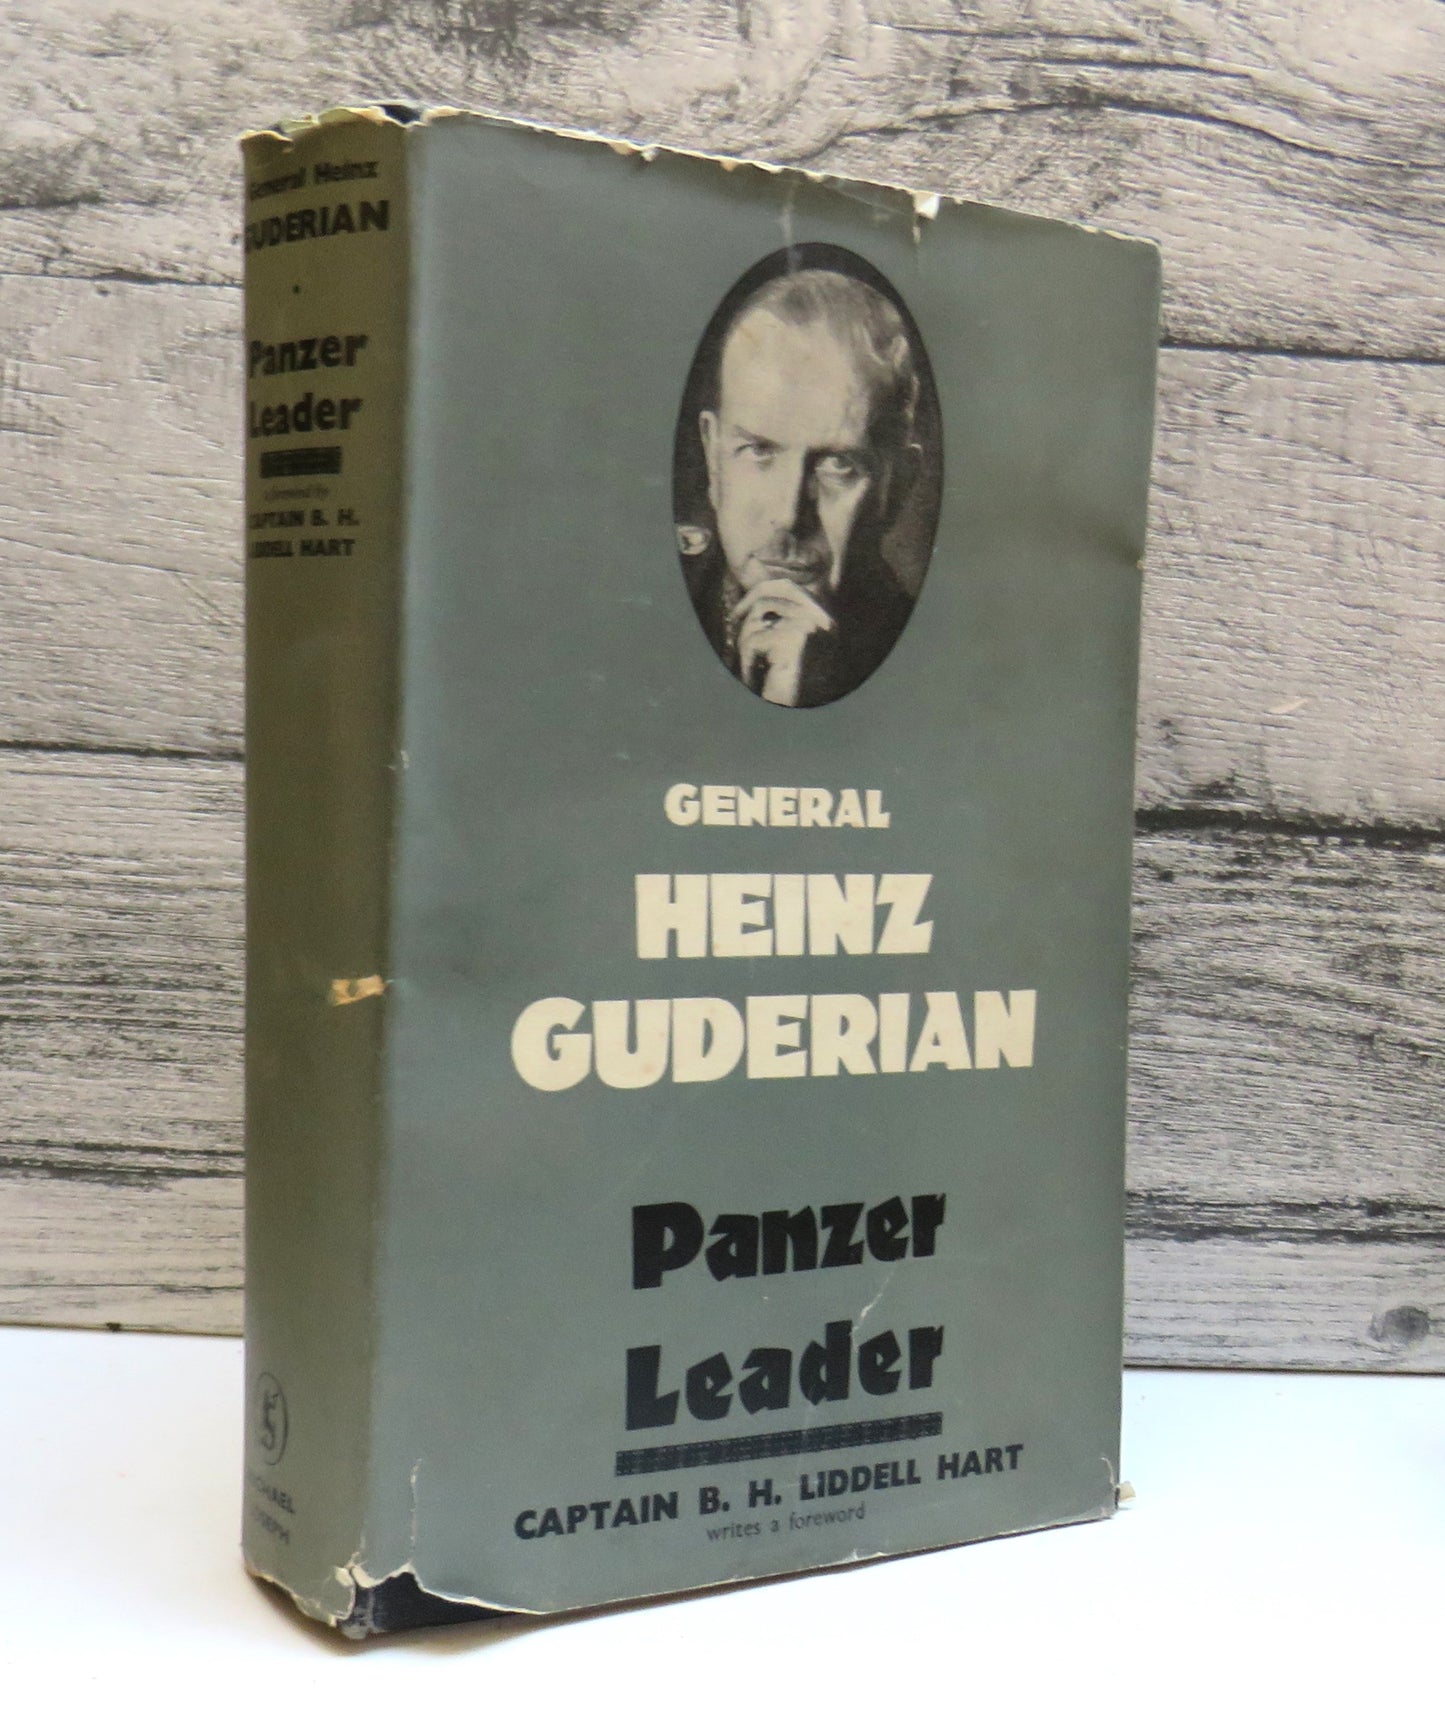 General Heinz
GUDERIAN
Panzer
Leader
CAPTAIN B. H.
LIDDELL HART
MICHAEL
JOSEPH
GENERAL
HEINZ
GUDERIAN
Panzer
Leader
CAPTAIN B. H. LIDDELL HART
writes a foreword